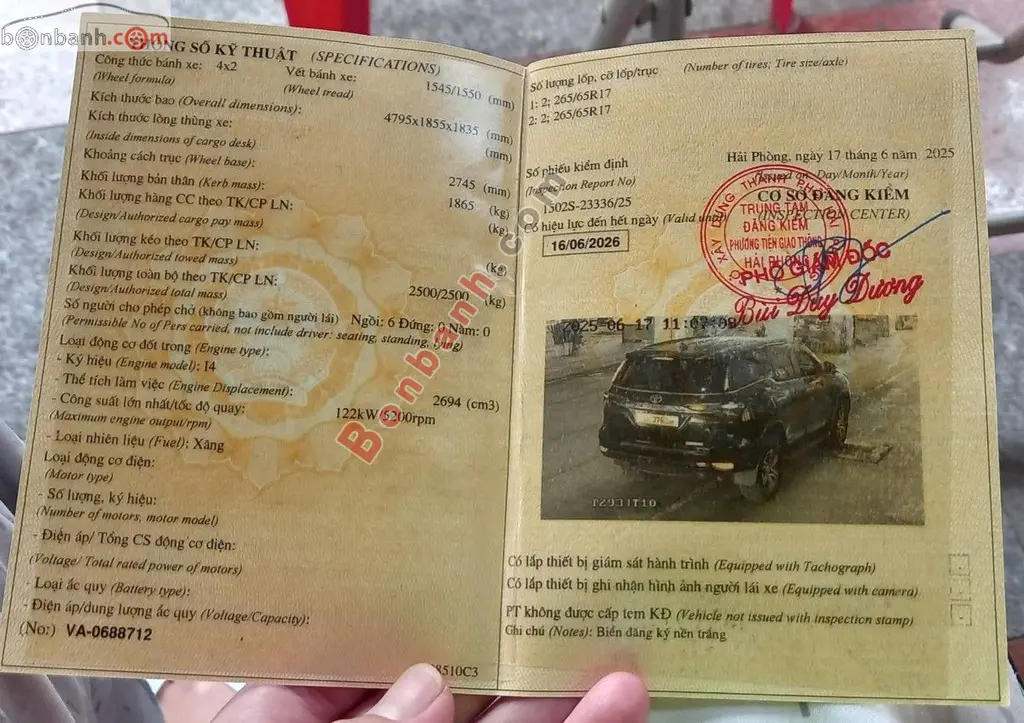 bonbanh.com
THÔNG SỐ KỸ THUẬT (SPECIFICATIONS)
Công thức bánh xe: 4x2 Vết bánh xe: 1545/1550 (mm)
(Wheel formula) (Wheel tread)
Kích thước bao (Overall dimensions): 4795x1855x1835 (mm)
Kích thước lòng thùng xe: (mm)
(Inside dimensions of cargo desk)
Khoảng cách trục (Wheel base): 2745 (mm)
Khối lượng bản thân (Kerb mass): 1865 (kg)
Khối lượng hàng CC theo TK/CP LN: (kg)
(Design/Authorized cargo pay mass)
Khối lượng kéo theo TK/CP LN: (kg)
(Design/Authorized towed mass)
Khối lượng toàn bộ theo TK/CP LN: 2500/2500 (kg)
(Design/Authorized total mass)
Số người cho phép chở (không bao gồm người lái) Ngồi: 6 Đứng: 0 Nằm: 0
(Permissible No of Pers carried, not include driver: seating, standing, lying)
Loại động cơ đốt trong (Engine type):
- Ký hiệu (Engine model): I4
- Thể tích làm việc (Engine Displacement): 2694 (cm3)
- Công suất lớn nhất/tốc độ quay: 122kW/5200rpm
(Maximum engine output/rpm)
- Loại nhiên liệu (Fuel): Xăng
Loại động cơ điện:
(Motor type)
- Số lượng, ký hiệu:
(Number of motors, motor model)
- Điện áp/ Tổng CS động cơ điện:
(Voltage/ Total rated power of motors)
- Loại ắc quy (Battery type):
- Điện áp/dung lượng ắc quy (Voltage/Capacity):
(No:) VA-0688712
8510C3
Bonbanh.com
Số lượng lốp, cỡ lốp/trục (Number of tires; Tire size/axle)
1: 2; 265/65R17
2: 2; 265/65R17
Hải Phòng, ngày 17 tháng 6 năm 2025
(Issued on: Day/Month/Year)
Số phiếu kiểm định
(Inspection Report No)
1502S-23336/25
CƠ SỞ ĐĂNG KIỂM
(INSPECTION CENTER)
Có hiệu lực đến hết ngày (Valid until)
16/06/2026
XÂY DỰNG THÀNH PHỐ
TRUNG TÂM
ĐĂNG KIỂM
PHƯƠNG TIỆN GIAO THÔNG
HẢI PHÒNG
PHÓ GIÁM ĐỐC
Bùi Duy Dương
2025-06-17 11:07:08
Có lắp thiết bị giám sát hành trình (Equipped with Tachograph)
Có lắp thiết bị ghi nhận hình ảnh người lái xe (Equipped with camera)
PT không được cấp tem KĐ (Vehicle not issued with inspection stamp)
Ghi chú (Notes): Biển đăng ký nền trắng